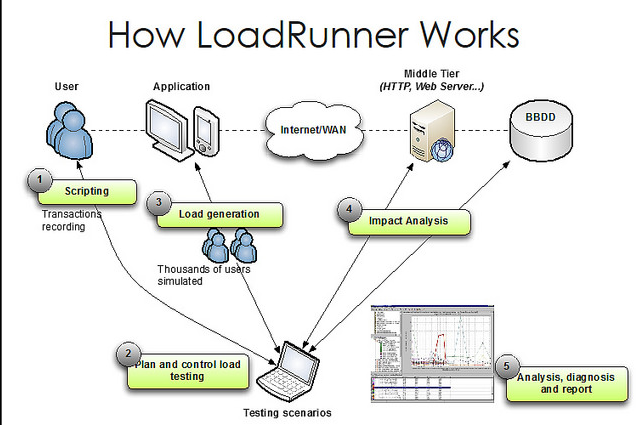 How LoadRunner Works
User
Application
Middle Tier
(HTTP, Web Server...)
Internet/WAN
BBDD
1
Scripting
Transactions
recording
3
Load generation
Thousands of users
simulated
4
Impact Analysis
2
Plan and control load
testing
Testing scenarios
5
Analysis, diagnosis
and report